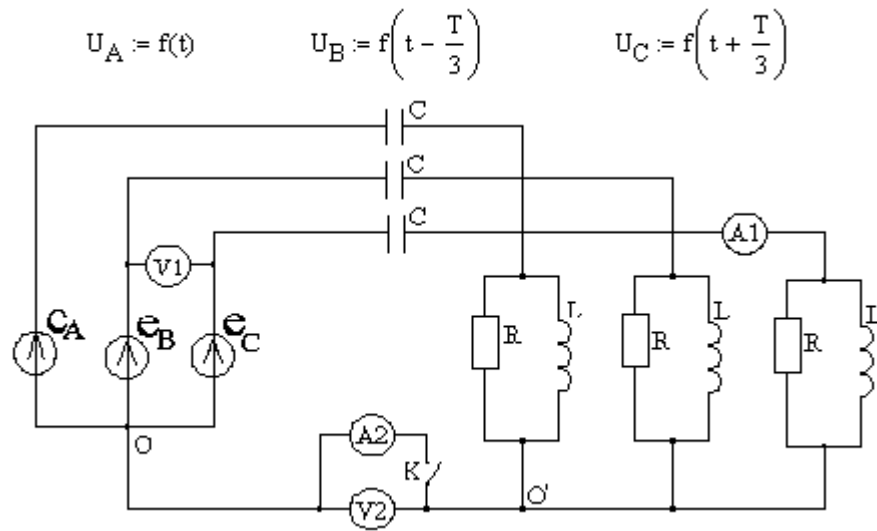 U_A := f(t) U_B := f(t - T/3) U_C := f(t + T/3)
C
C
C
A1
V1
e_A e_B e_C
R L R L R L
O
A2
K
V2
O'